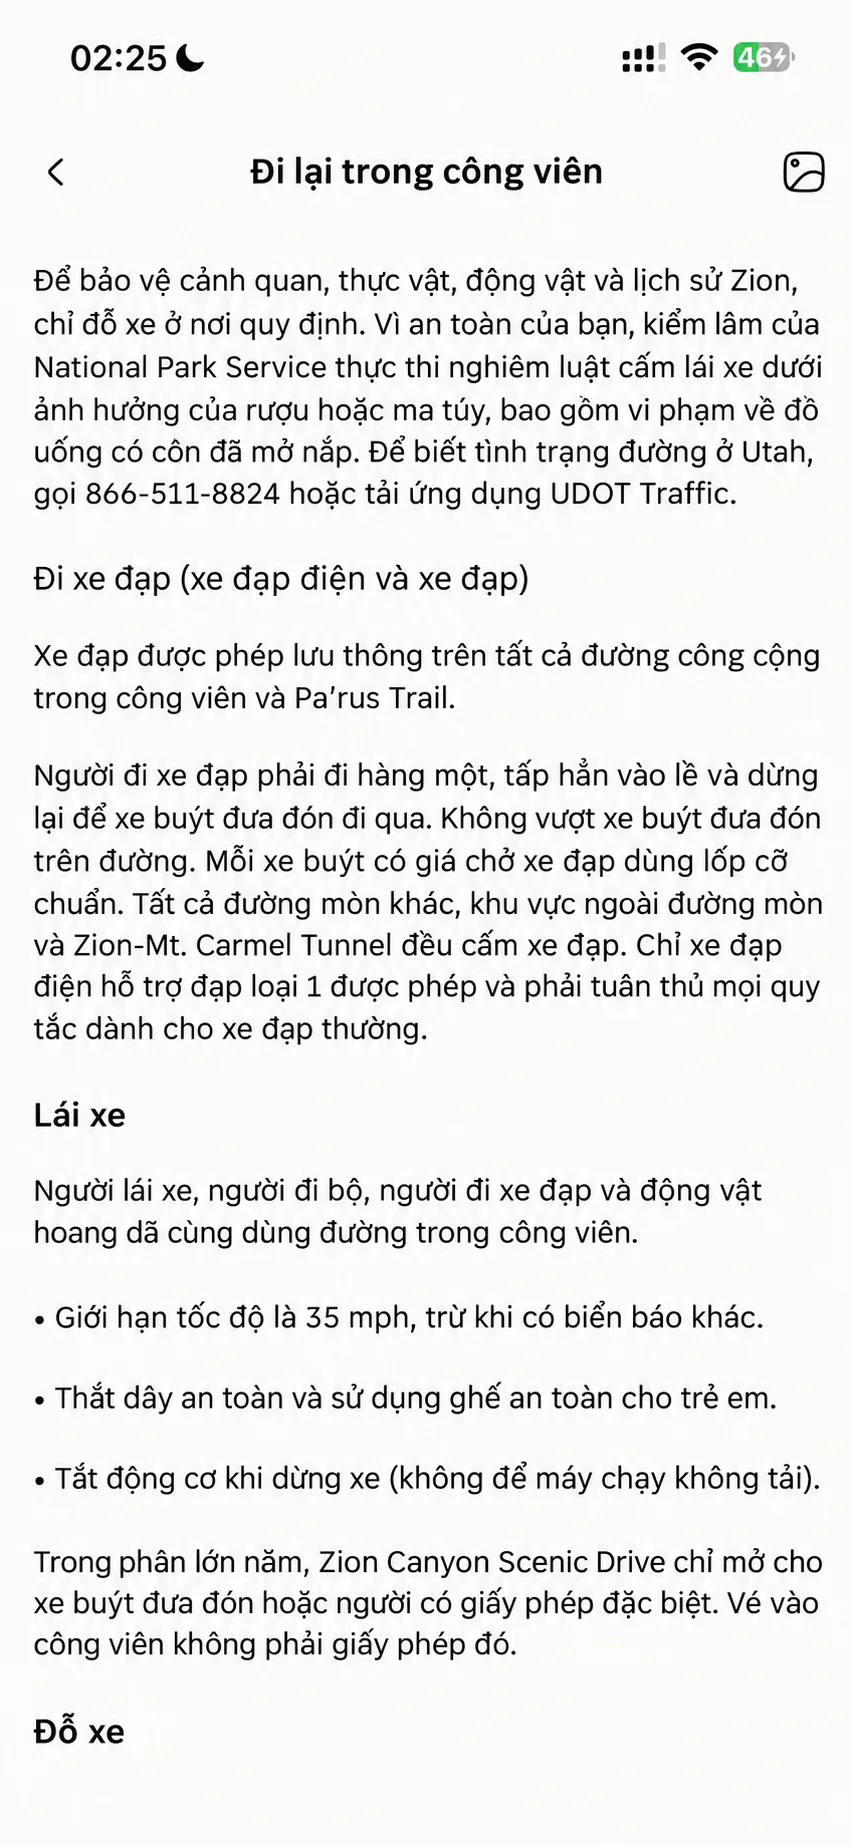 02:25
46
Đi lại trong công viên
Để bảo vệ cảnh quan, thực vật, động vật và lịch sử Zion,
chỉ đỗ xe ở nơi quy định. Vì an toàn của bạn, kiểm lâm của
National Park Service thực thi nghiêm luật cấm lái xe dưới
ảnh hưởng của rượu hoặc ma túy, bao gồm vi phạm về đồ
uống có cồn đã mở nắp. Để biết tình trạng đường ở Utah,
gọi 866-511-8824 hoặc tải ứng dụng UDOT Traffic.
Đi xe đạp (xe đạp điện và xe đạp)
Xe đạp được phép lưu thông trên tất cả đường công cộng
trong công viên và Pa’rus Trail.
Người đi xe đạp phải đi hàng một, tấp hẳn vào lề và dừng
lại để xe buýt đưa đón đi qua. Không vượt xe buýt đưa đón
trên đường. Mỗi xe buýt có giá chở xe đạp dùng lốp cỡ
chuẩn. Tất cả đường mòn khác, khu vực ngoài đường mòn
và Zion-Mt. Carmel Tunnel đều cấm xe đạp. Chỉ xe đạp
điện hỗ trợ đạp loại 1 được phép và phải tuân thủ mọi quy
tắc dành cho xe đạp thường.
Lái xe
Người lái xe, người đi bộ, người đi xe đạp và động vật
hoang dã cùng dùng đường trong công viên.
• Giới hạn tốc độ là 35 mph, trừ khi có biển báo khác.
• Thắt dây an toàn và sử dụng ghế an toàn cho trẻ em.
• Tắt động cơ khi dừng xe (không để máy chạy không tải).
Trong phân lớn năm, Zion Canyon Scenic Drive chỉ mở cho
xe buýt đưa đón hoặc người có giấy phép đặc biệt. Vé vào
công viên không phải giấy phép đó.
Đỗ xe